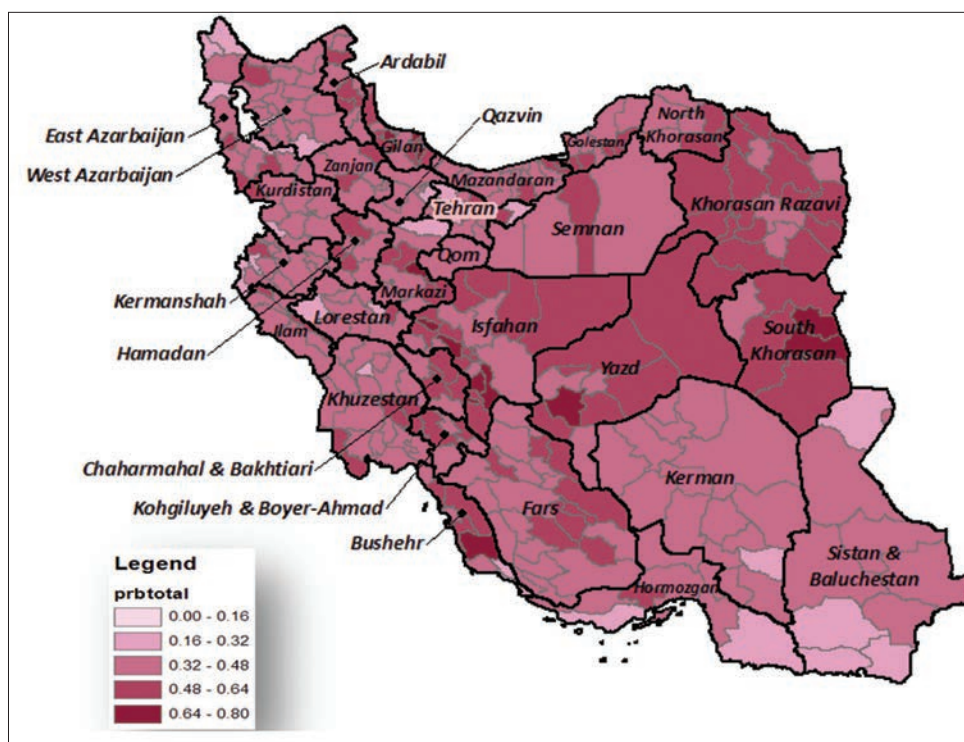 Ardabil
Qazvin
East Azarbaijan
West Azarbaijan
Gilan
Zanjan
Kurdistan
Mazandaran
Golestan
North
Khorasan
Tehran
Semnan
Khorasan Razavi
Qom
Kermanshah
Markazi
Hamadan
Lorestan
Ilam
Isfahan
South
Khorasan
Yazd
Khuzestan
Chaharmahal & Bakhtiari
Kohgiluyeh & Boyer-Ahmad
Bushehr
Fars
Kerman
Sistan &
Baluchestan
Hormozgan
Legend
prbtotal
0.00 - 0.16
0.16 - 0.32
0.32 - 0.48
0.48 - 0.64
0.64 - 0.80